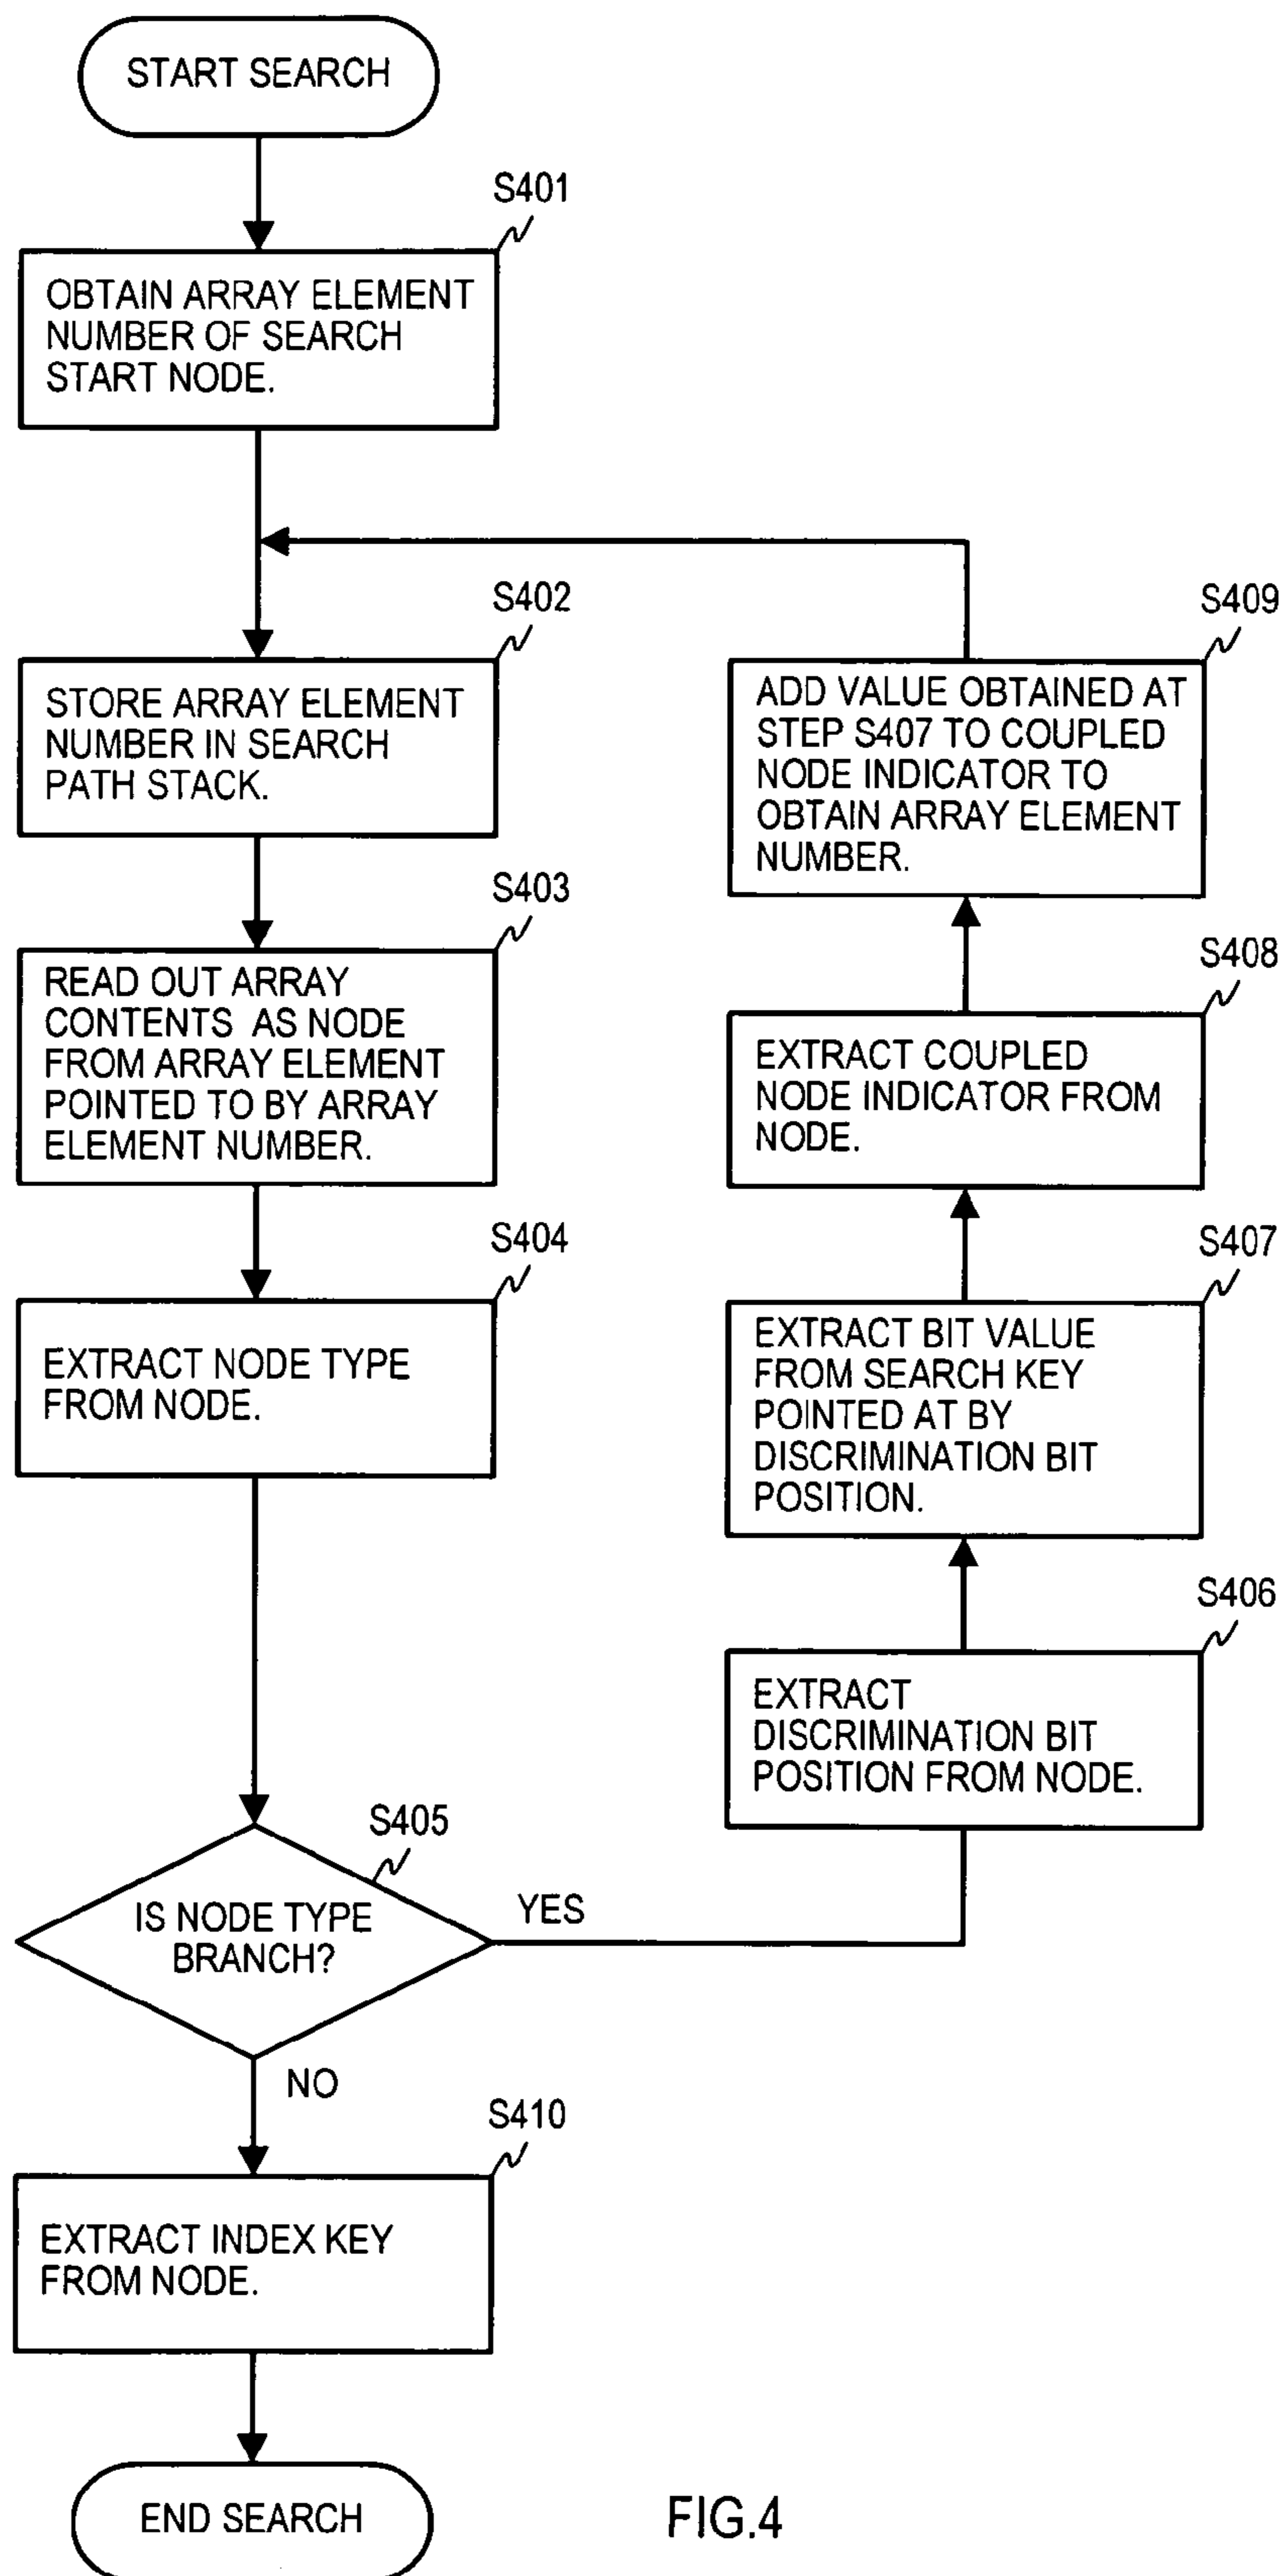 START SEARCH
S401
OBTAIN ARRAY ELEMENT
NUMBER OF SEARCH
START NODE.
S402
STORE ARRAY ELEMENT
NUMBER IN SEARCH
PATH STACK.
S403
READ OUT ARRAY
CONTENTS AS NODE
FROM ARRAY ELEMENT
POINTED TO BY ARRAY
ELEMENT NUMBER.
S404
EXTRACT NODE TYPE
FROM NODE.
S405
IS NODE TYPE
BRANCH?
YES
NO
S406
EXTRACT
DISCRIMINATION BIT
POSITION FROM NODE.
S407
EXTRACT BIT VALUE
FROM SEARCH KEY
POINTED AT BY
DISCRIMINATION BIT
POSITION.
S408
EXTRACT COUPLED
NODE INDICATOR FROM
NODE.
S409
ADD VALUE OBTAINED AT
STEP S407 TO COUPLED
NODE INDICATOR TO
OBTAIN ARRAY ELEMENT
NUMBER.
S410
EXTRACT INDEX KEY
FROM NODE.
END SEARCH
FIG.4